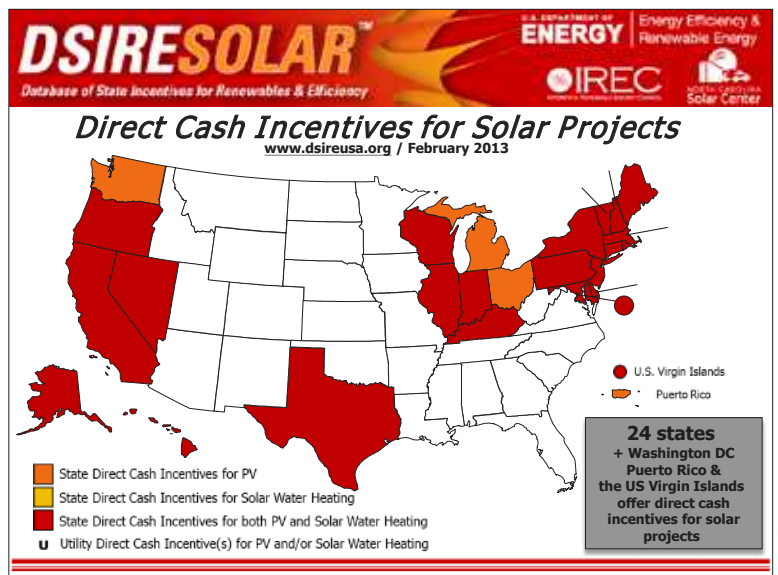 DSIRESOLAR™
Database of State Incentives for Renewables & Efficiency
U.S. DEPARTMENT OF
ENERGY
Energy Efficiency &
Renewable Energy
IREC
NORTH CAROLINA
Solar Center
Direct Cash Incentives for Solar Projects
www.dsireusa.org / February 2013
U.S. Virgin Islands
Puerto Rico
24 states
+ Washington DC
Puerto Rico &
the US Virgin Islands
offer direct cash
incentives for solar
projects
State Direct Cash Incentives for PV
State Direct Cash Incentives for Solar Water Heating
State Direct Cash Incentives for both PV and Solar Water Heating
U Utility Direct Cash Incentive(s) for PV and/or Solar Water Heating